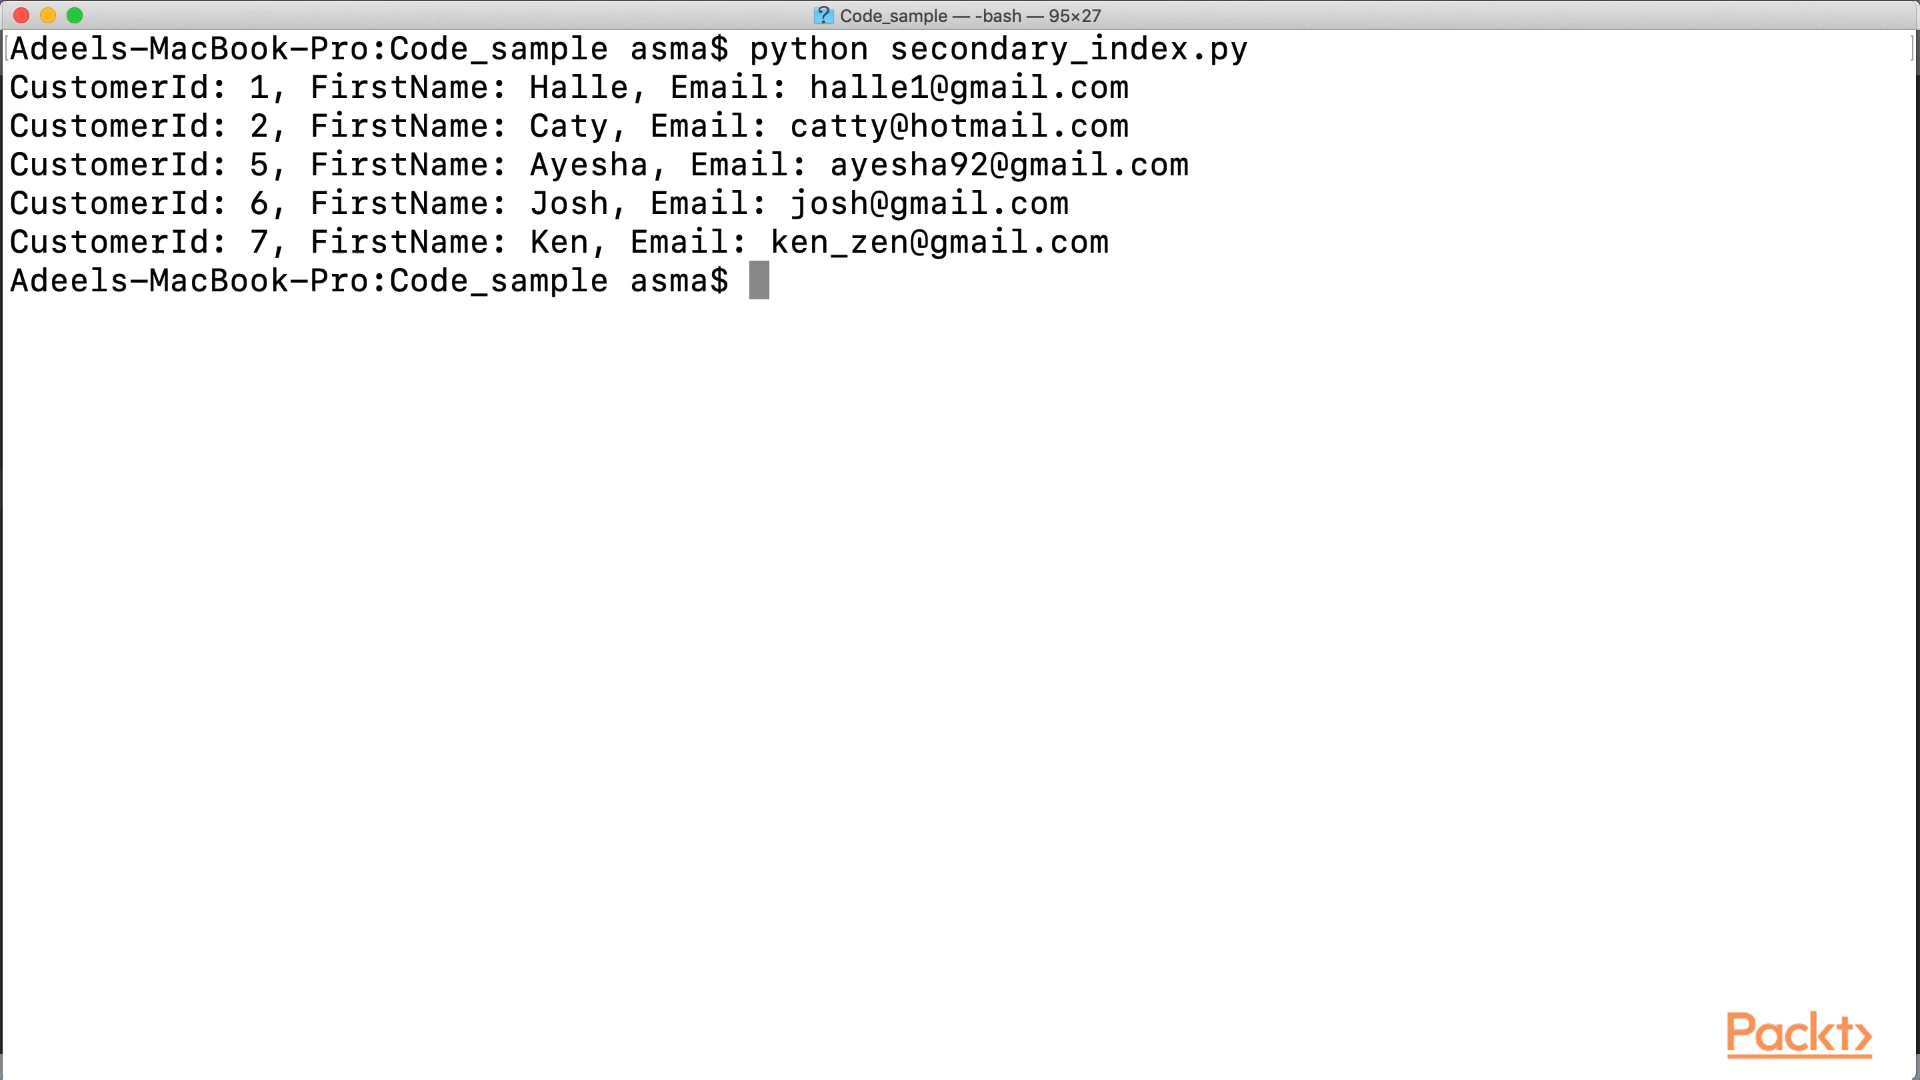 Code_sample — -bash — 95×27
Adeels-MacBook-Pro:Code_sample asma$ python secondary_index.py
CustomerId: 1, FirstName: Halle, Email: halle1@gmail.com
CustomerId: 2, FirstName: Caty, Email: catty@hotmail.com
CustomerId: 5, FirstName: Ayesha, Email: ayesha92@gmail.com
CustomerId: 6, FirstName: Josh, Email: josh@gmail.com
CustomerId: 7, FirstName: Ken, Email: ken_zen@gmail.com
Adeels-MacBook-Pro:Code_sample asma$
Packt>